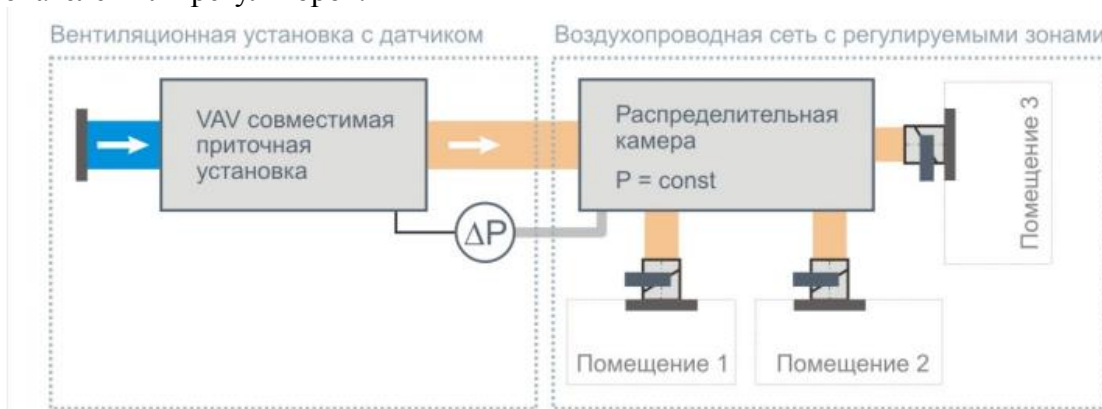 Вентиляционная установка с датчиком
Воздухопроводная сеть с регулируемыми зонами
VAV совместимая
приточная
установка
Распределительная
камера
P = const
ΔP
Помещение 3
Помещение 1
Помещение 2